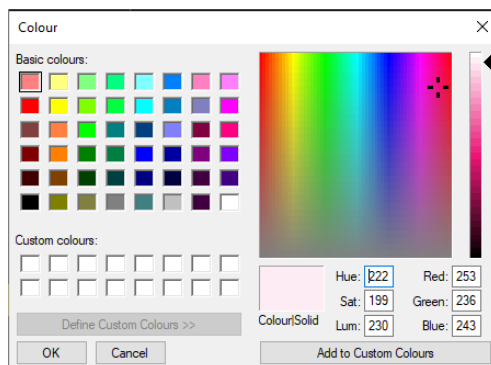 Colour
Basic colours:
Custom colours:
Define Custom Colours >>
OK Cancel
Hue: 222 Red: 253
Sat: 199 Green: 236
Colour|Solid Lum: 230 Blue: 243
Add to Custom Colours